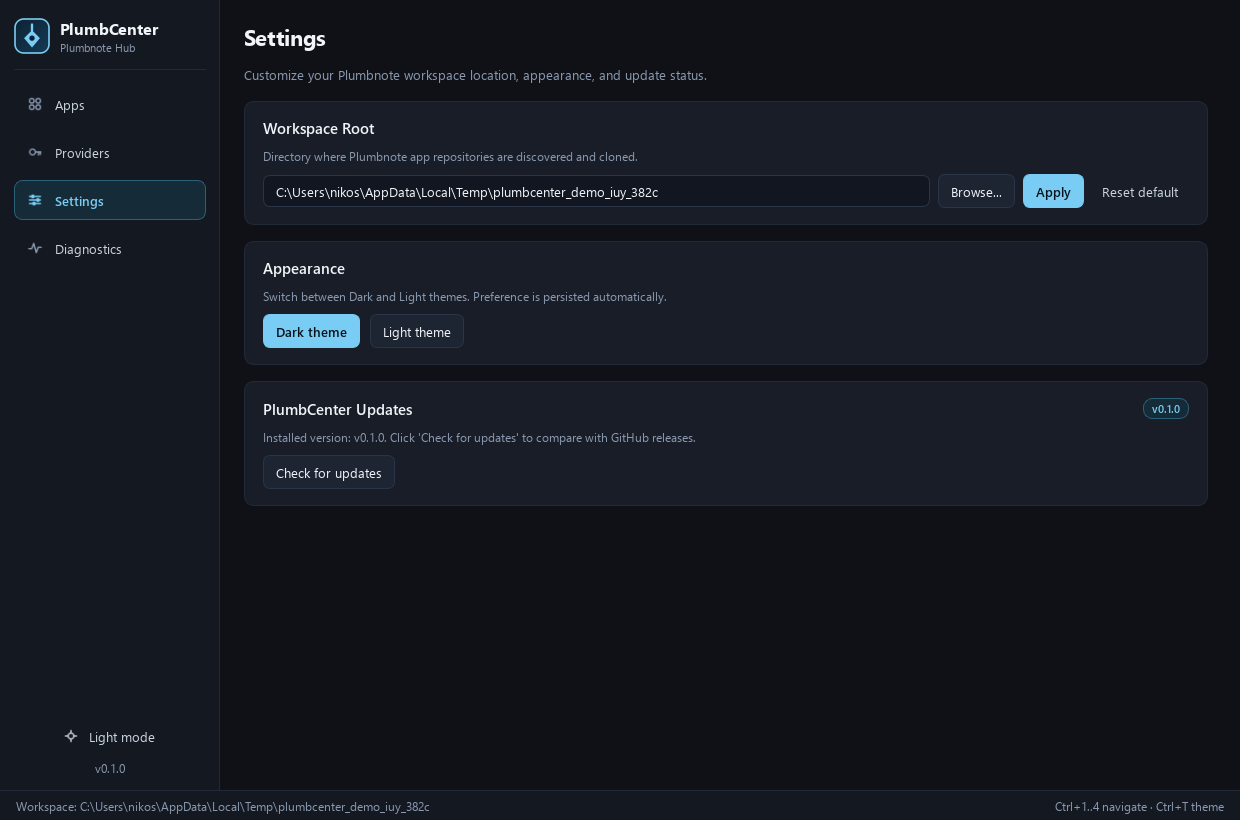 PlumbCenter
Plumbnote Hub
Apps
Providers
Settings
Diagnostics
Light mode
v0.1.0
Settings
Customize your Plumbnote workspace location, appearance, and update status.
Workspace Root
Directory where Plumbnote app repositories are discovered and cloned.
C:\Users\nikos\AppData\Local\Temp\plumbcenter_demo_iuy_382c Browse... Apply Reset default
Appearance
Switch between Dark and Light themes. Preference is persisted automatically.
Dark theme Light theme
PlumbCenter Updates v0.1.0
Installed version: v0.1.0. Click 'Check for updates' to compare with GitHub releases.
Check for updates
Workspace: C:\Users\nikos\AppData\Local\Temp\plumbcenter_demo_iuy_382c Ctrl+1..4 navigate · Ctrl+T theme